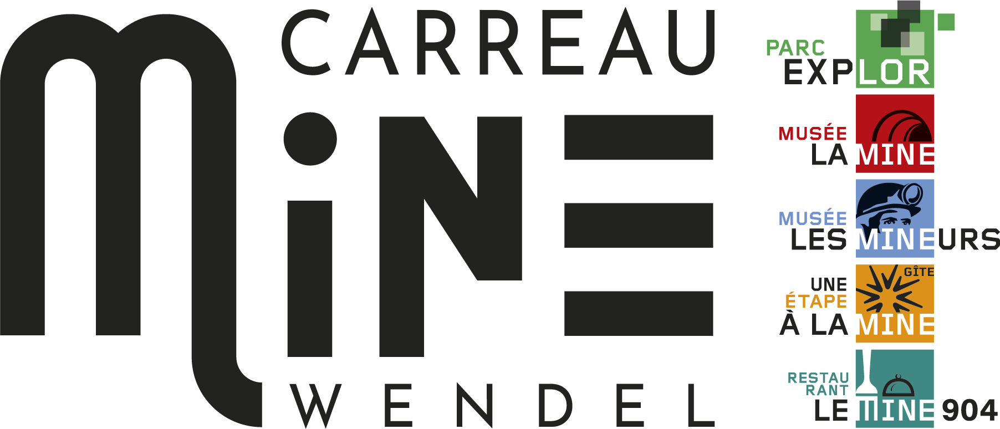 CARREAU
MiNE
WENDEL
PARC
EXPLOR
MUSÉE
LA MINE
MUSÉE
LES MINEURS
GÎTE
UNE
ÉTAPE
À LA MINE
RESTAU
RANT
LE MINE 904